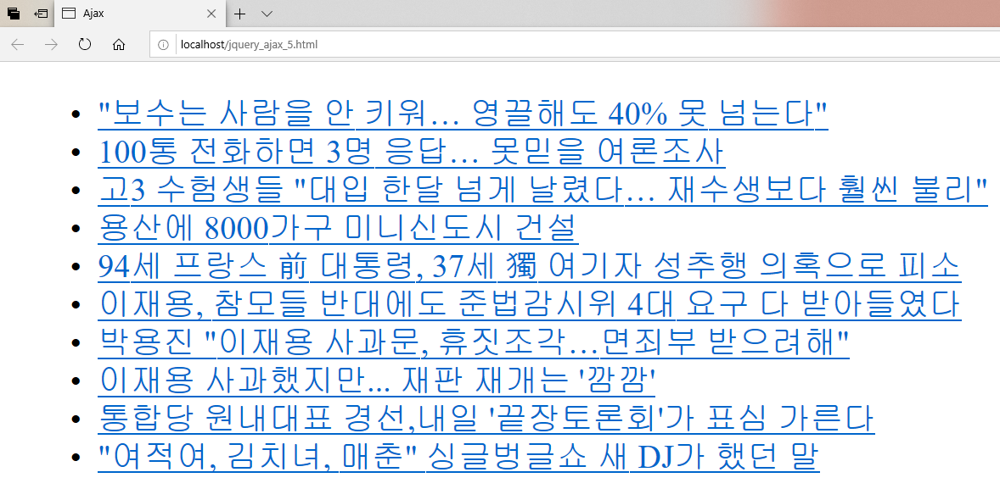 Ajax
localhost/jquery_ajax_5.html
"보수는 사람을 안 키워… 영끌해도 40% 못 넘는다"
100통 전화하면 3명 응답… 못믿을 여론조사
고3 수험생들 "대입 한달 넘게 날렸다… 재수생보다 훨씬 불리"
용산에 8000가구 미니신도시 건설
94세 프랑스 前 대통령, 37세 獨 여기자 성추행 의혹으로 피소
이재용, 참모들 반대에도 준법감시위 4대 요구 다 받아들였다
박용진 "이재용 사과문, 휴짓조각…면죄부 받으려해"
이재용 사과했지만... 재판 재개는 '깜깜'
통합당 원내대표 경선,내일 '끝장토론회'가 표심 가른다
"여적여, 김치녀, 매춘" 싱글벙글쇼 새 DJ가 했던 말